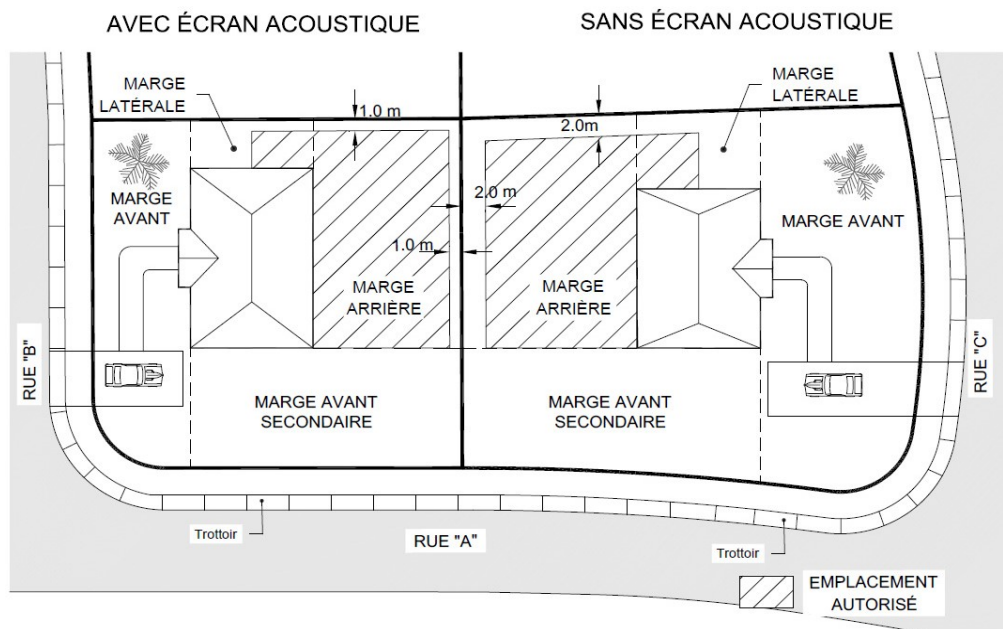 AVEC ÉCRAN ACOUSTIQUE
SANS ÉCRAN ACOUSTIQUE
MARGE
LATÉRALE
1.0 m
MARGE
LATÉRALE
2.0m
MARGE
AVANT
2.0 m
MARGE AVANT
1.0 m
MARGE
ARRIÈRE
MARGE
ARRIÈRE
RUE "B"
RUE "C"
MARGE AVANT
SECONDAIRE
MARGE AVANT
SECONDAIRE
Trottoir
RUE "A"
Trottoir
EMPLACEMENT
AUTORISÉ